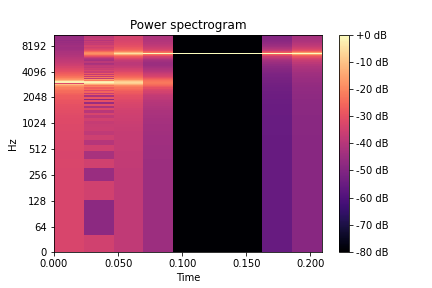 Power spectrogram
8192
4096
2048
1024
512
256
128
64
0
Hz
0.000 0.050 0.100 0.150 0.200
Time
+0 dB
-10 dB
-20 dB
-30 dB
-40 dB
-50 dB
-60 dB
-70 dB
-80 dB